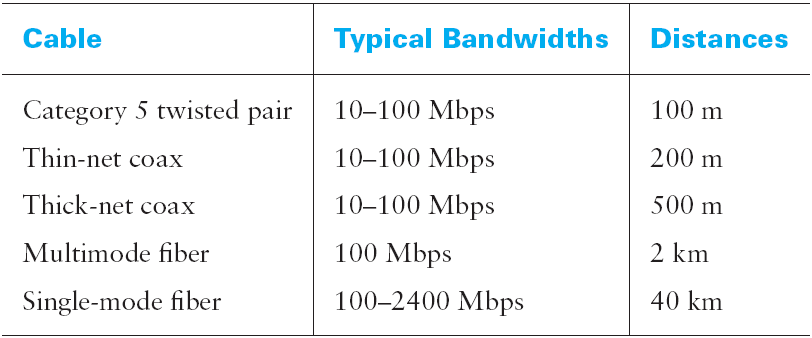 Cable Typical Bandwidths Distances
Category 5 twisted pair 10–100 Mbps 100 m
Thin-net coax 10–100 Mbps 200 m
Thick-net coax 10–100 Mbps 500 m
Multimode fiber 100 Mbps 2 km
Single-mode fiber 100–2400 Mbps 40 km